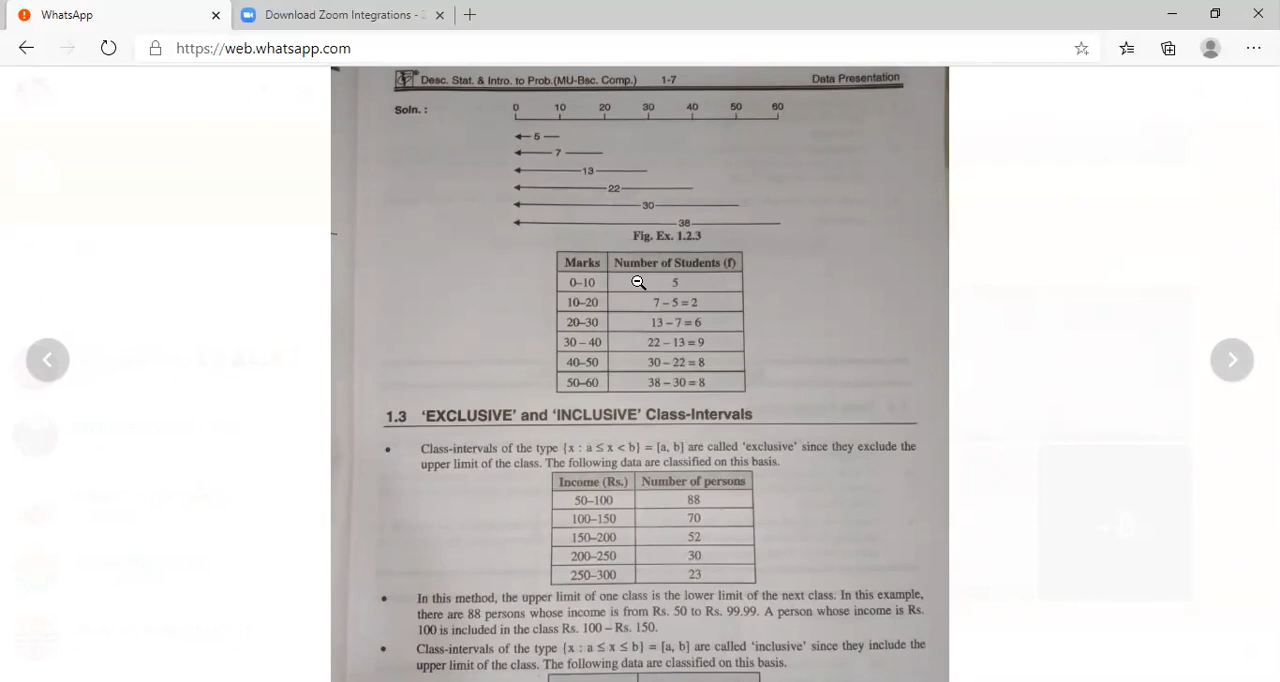 WhatsApp
Download Zoom Integrations -
https://web.whatsapp.com
Desc. Stat. & Intro. to Prob.(MU-Bsc. Comp.) 1-7 Data Presentation
Soln. :
0 10 20 30 40 50 60
5
7
13
22
30
38
Fig. Ex. 1.2.3
Marks Number of Students (f)
0–10 5
10–20 7 – 5 = 2
20–30 13 – 7 = 6
30 – 40 22 – 13 = 9
40–50 30 – 22 = 8
50–60 38 – 30 = 8
1.3 'EXCLUSIVE' and 'INCLUSIVE' Class-Intervals
• Class-intervals of the type {x : a ≤ x < b} = [a, b] are called 'exclusive' since they exclude the
upper limit of the class. The following data are classified on this basis.
Income (Rs.) Number of persons
50–100 88
100–150 70
150–200 52
200–250 30
250–300 23
• In this method, the upper limit of one class is the lower limit of the next class. In this example,
there are 88 persons whose income is from Rs. 50 to Rs. 99.99. A person whose income is Rs.
100 is included in the class Rs. 100 – Rs. 150.
• Class-intervals of the type {x : a ≤ x ≤ b} = [a, b] are called 'inclusive' since they include the
upper limit of the class. The following data are classified on this basis.